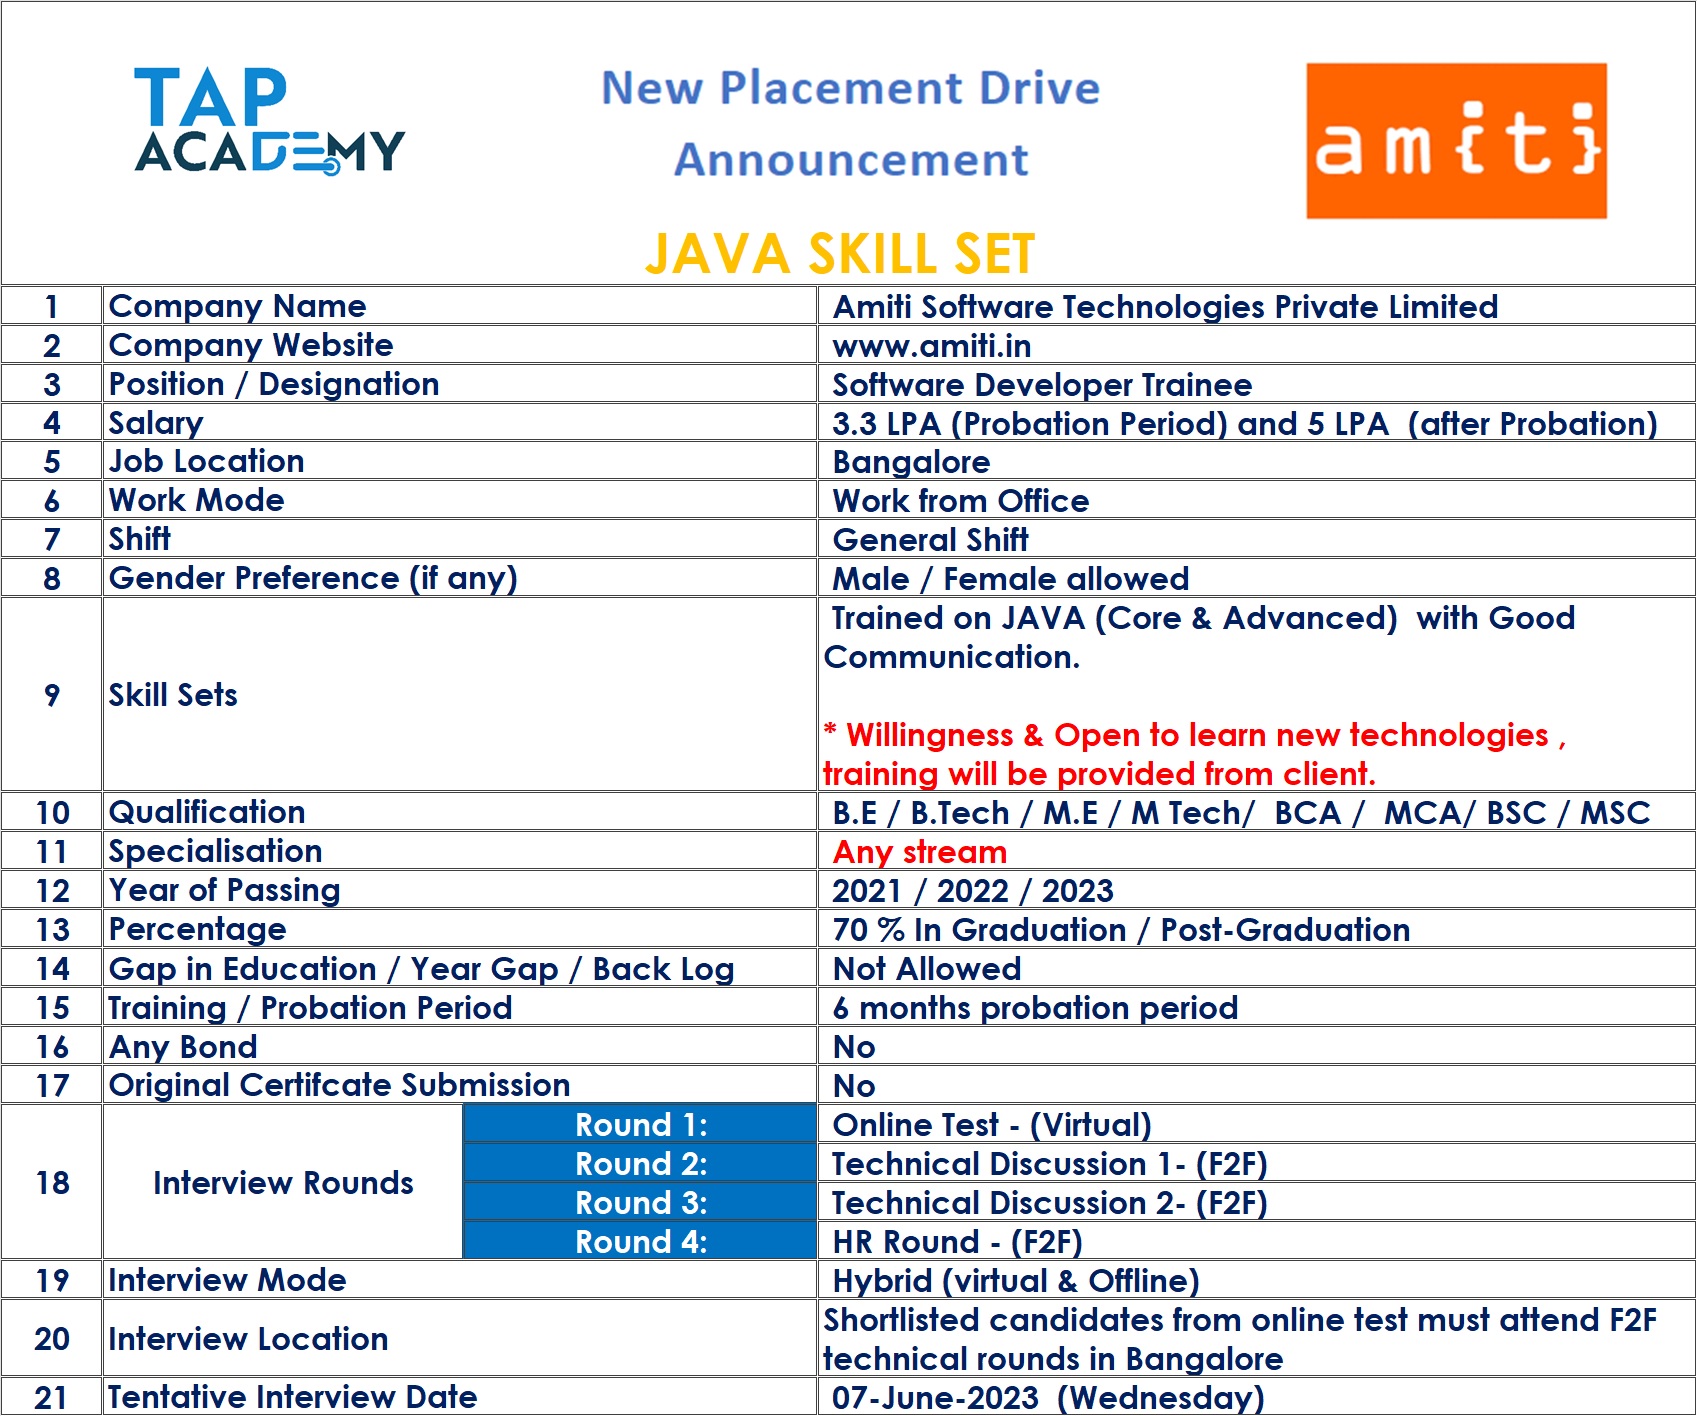 TAP
ACADEMY
New Placement Drive
Announcement
am{t}
JAVA SKILL SET
1 Company Name Amiti Software Technologies Private Limited
2 Company Website www.amiti.in
3 Position / Designation Software Developer Trainee
4 Salary 3.3 LPA (Probation Period) and 5 LPA (after Probation)
5 Job Location Bangalore
6 Work Mode Work from Office
7 Shift General Shift
8 Gender Preference (if any) Male / Female allowed
9 Skill Sets Trained on JAVA (Core & Advanced) with Good
Communication.
* Willingness & Open to learn new technologies ,
training will be provided from client.
10 Qualification B.E / B.Tech / M.E / M Tech/ BCA / MCA/ BSC / MSC
11 Specialisation Any stream
12 Year of Passing 2021 / 2022 / 2023
13 Percentage 70 % In Graduation / Post-Graduation
14 Gap in Education / Year Gap / Back Log Not Allowed
15 Training / Probation Period 6 months probation period
16 Any Bond No
17 Original Certifcate Submission No
18 Interview Rounds Round 1: Online Test - (Virtual)
Round 2: Technical Discussion 1- (F2F)
Round 3: Technical Discussion 2- (F2F)
Round 4: HR Round - (F2F)
19 Interview Mode Hybrid (virtual & Offline)
20 Interview Location Shortlisted candidates from online test must attend F2F
technical rounds in Bangalore
21 Tentative Interview Date 07-June-2023 (Wednesday)